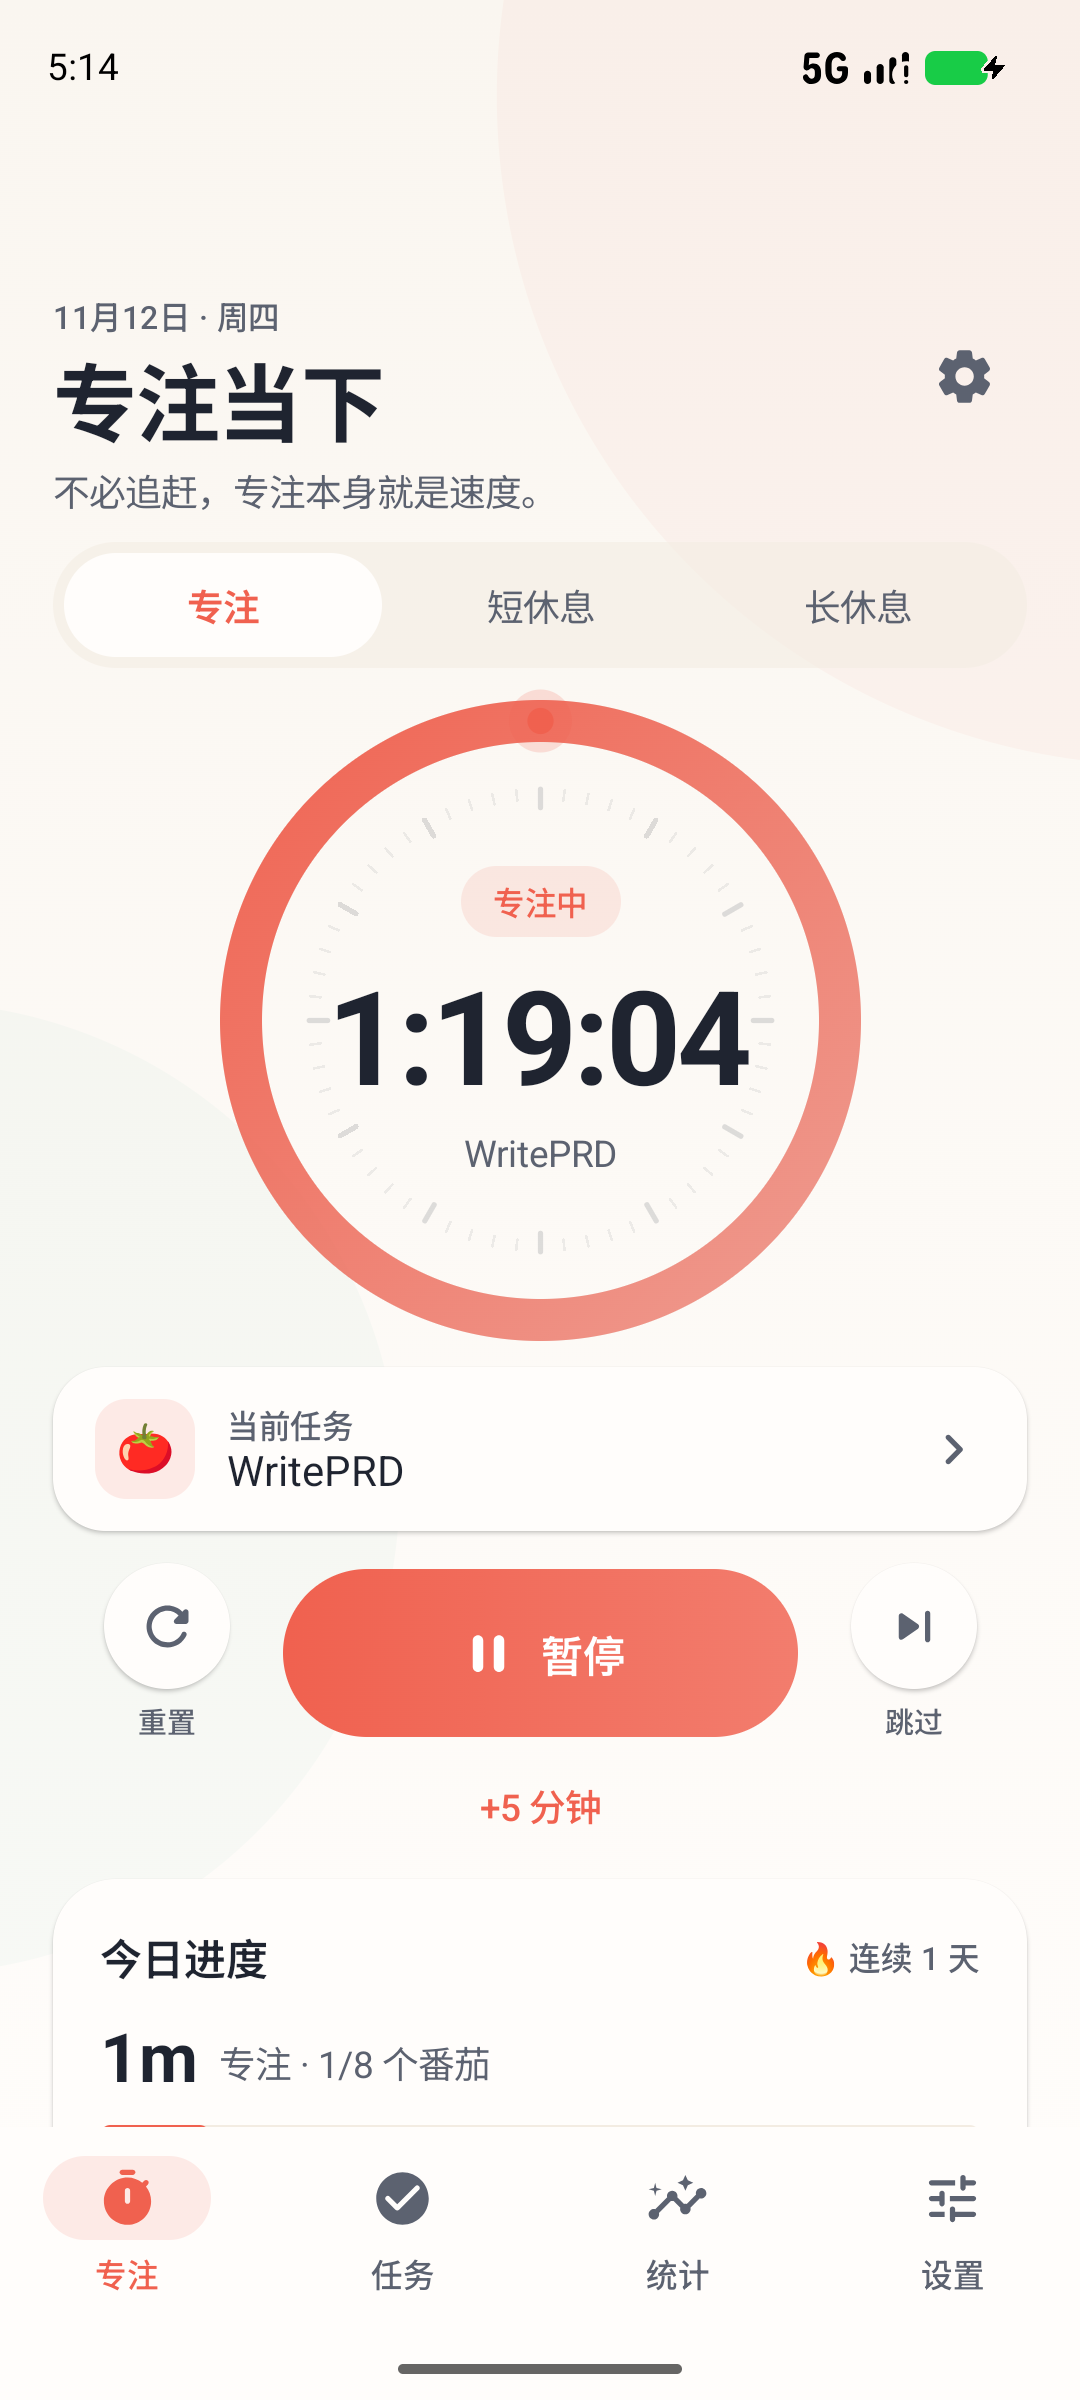 5:14
5G
11月12日 · 周四
专注当下
不必追赶，专注本身就是速度。
专注
短休息
长休息
专注中
1:19:04
WritePRD
当前任务
WritePRD
重置
暂停
跳过
+5 分钟
今日进度
🔥 连续 1 天
1m 专注 · 1/8 个番茄
专注
任务
统计
设置